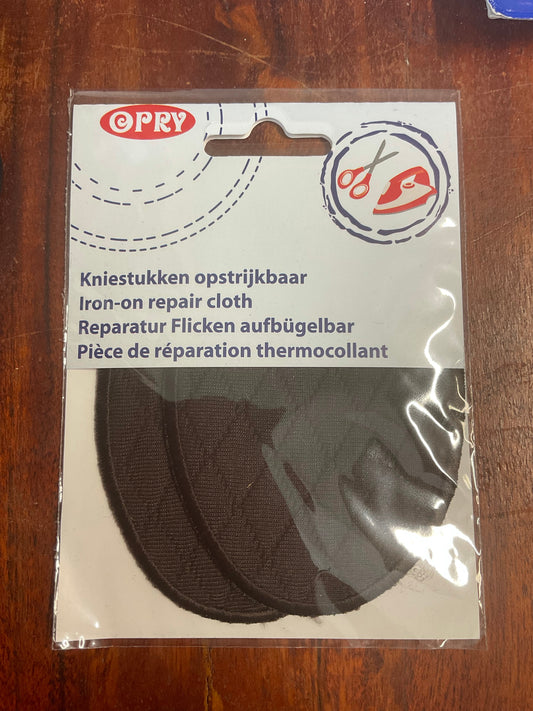 OPRY
Kniestukken opstrijkbaar
Iron-on repair cloth
Reparatur Flicken aufbügelbar
Pièce de réparation thermocollant